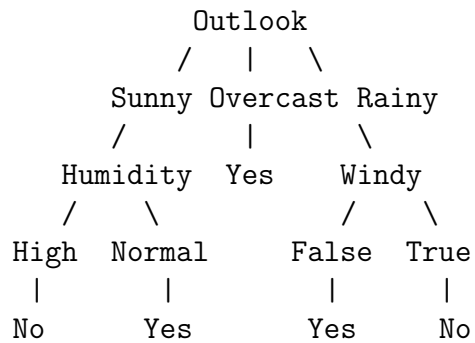 Outlook
/ | \
Sunny Overcast Rainy
/ | \
Humidity Yes Windy
/ \ / \
High Normal False True
| | | |
No Yes Yes No